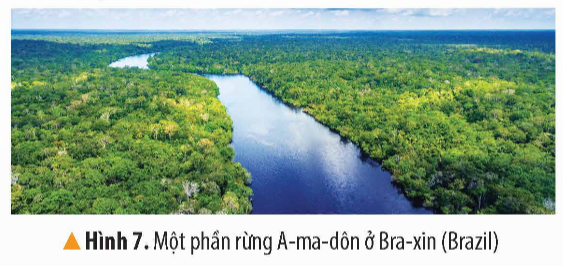 ▲ Hình 7. Một phần rừng A-ma-dôn ở Bra-xin (Brazil)